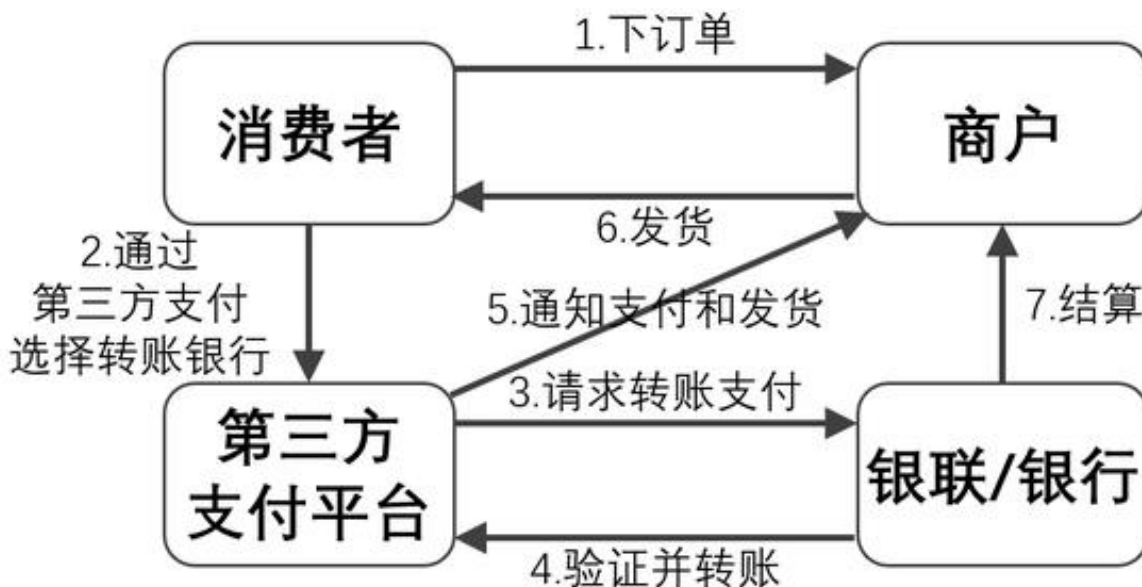 1.下订单
消费者
商户
6.发货
2.通过
第三方支付
选择转账银行
5.通知支付和发货
7.结算
3.请求转账支付
第三方
支付平台
银联/银行
4.验证并转账